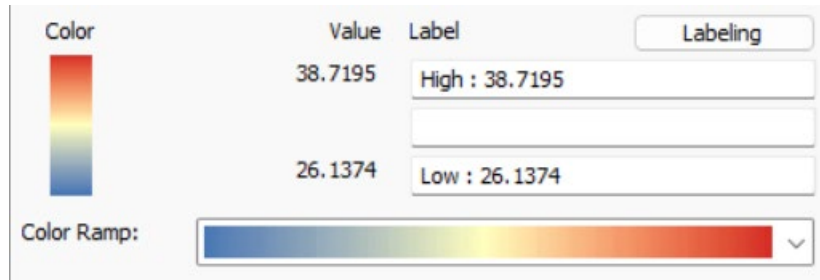 Color Value Label Labeling
38.7195 High : 38.7195
26.1374 Low : 26.1374
Color Ramp: